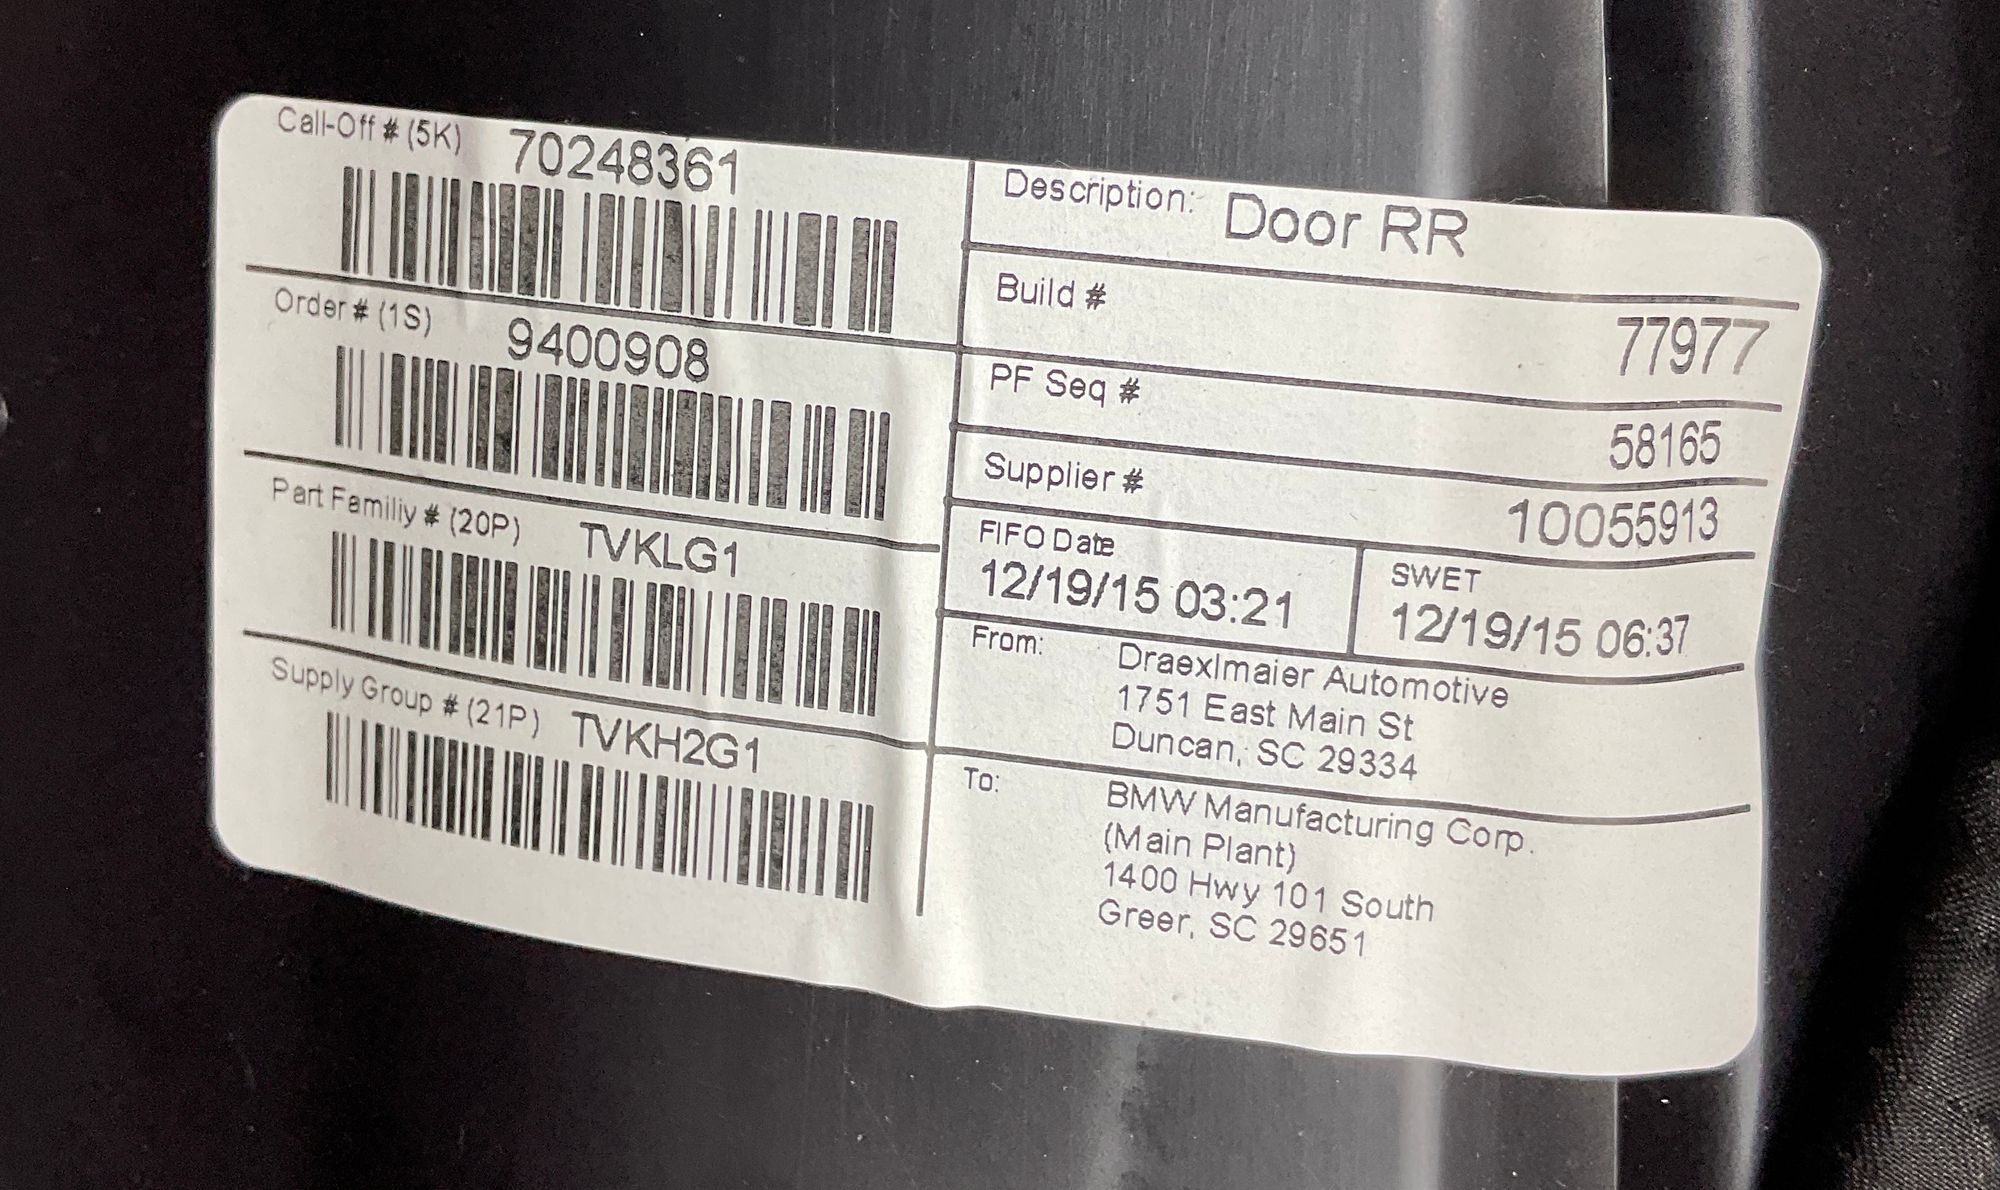 Call-Off # (5K) 70248361
Order # (1S) 9400908
Part Familiy # (20P) TVKLG1
Supply Group # (21P) TVKH2G1
Description: Door RR
Build # 77977
PF Seq # 58165
Supplier # 10055913
FIFO Date
12/19/15 03:21
SWET
12/19/15 06:37
From: Draexlmaier Automotive
1751 East Main St
Duncan, SC 29334
To: BMW Manufacturing Corp.
(Main Plant)
1400 Hwy 101 South
Greer, SC 29651